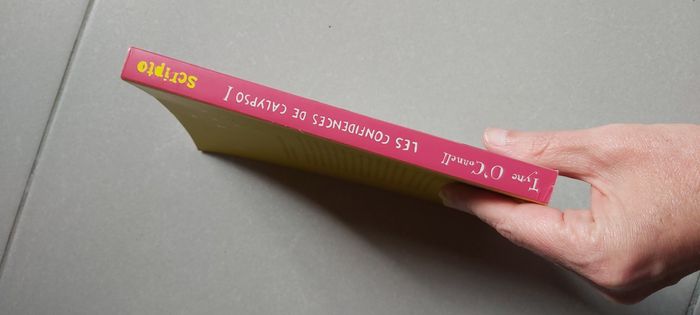 Tyne O'Connell
LES CONFIDENCES DE CALYPSO I
Scripto